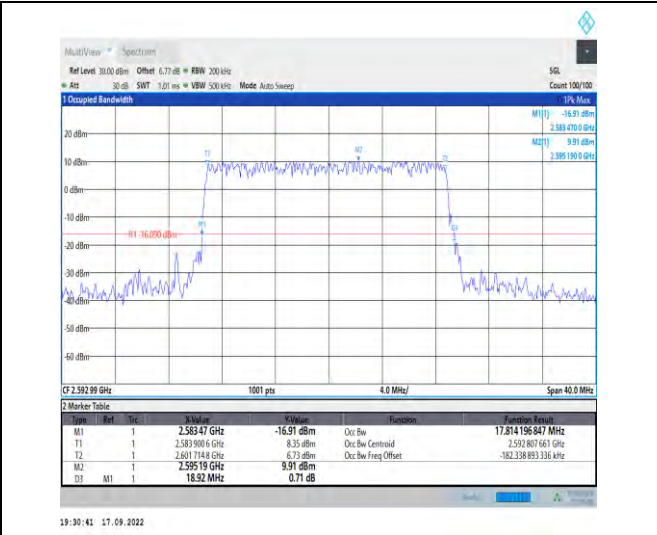 MultiView Spectrum
Ref Level 30.00 dBm Offset 6.77 dB RBW 200 kHz SGL
Att 30 dB SWT 1.01 ms VBW 500 kHz Mode Auto Sweep Count 100/100
1 Occupied Bandwidth 1Pk Max
M1[1] -16.91 dBm
2.583 470 0 GHz
20 dBm M2[1] 9.91 dBm
2.595 190 0 GHz
T1 M2 T2
10 dBm
0 dBm
-10 dBm
M1 D3
H1 -16.090 dBm
-20 dBm
-30 dBm
-40 dBm
-50 dBm
-60 dBm
CF 2.592 99 GHz 1001 pts 4.0 MHz/ Span 40.0 MHz
2 Marker Table
Type Ref Trc X-Value Y-Value Function Function Result
M1 1 2.583 47 GHz -16.91 dBm Occ Bw 17.814 196 847 MHz
T1 1 2.583 900 6 GHz 8.35 dBm Occ Bw Centroid 2.592 807 661 GHz
T2 1 2.601 714 8 GHz 6.73 dBm Occ Bw Freq Offset -182.338 893 336 kHz
M2 1 2.595 19 GHz 9.91 dBm
D3 M1 1 18.92 MHz 0.71 dB
19:30:41 17.09.2022